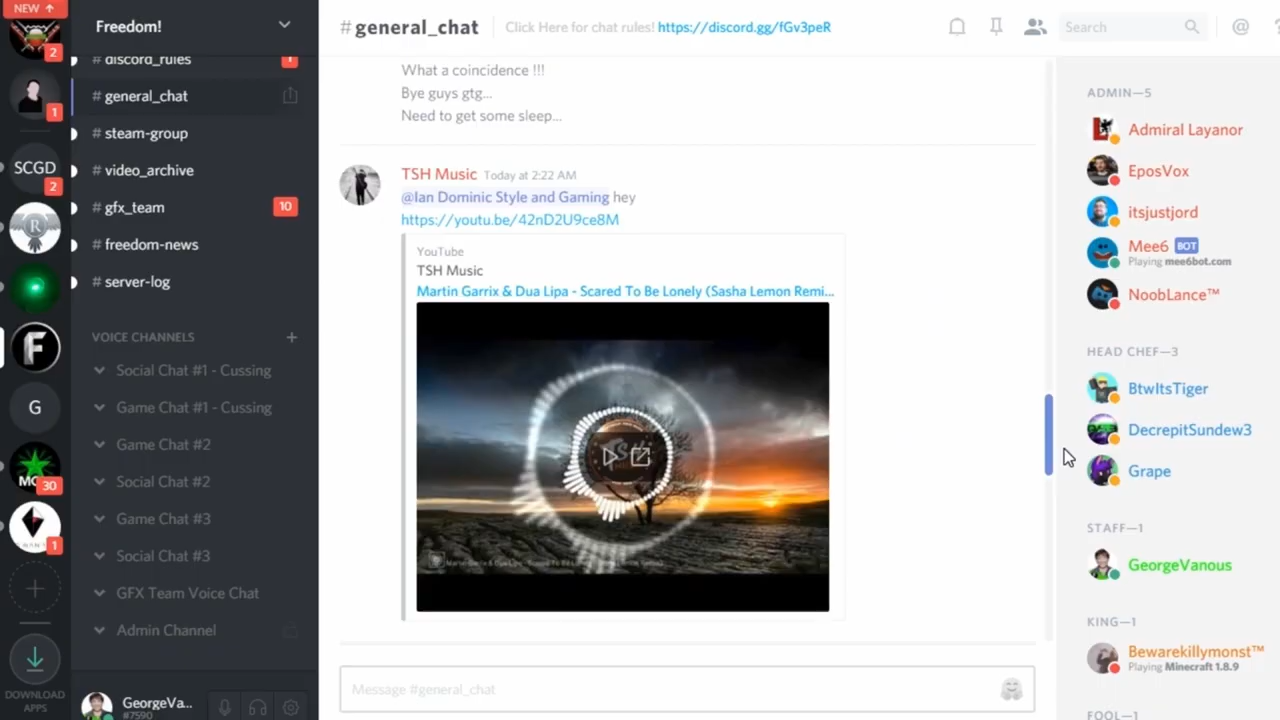 NEW ↑
2
1
SCGD
2
R
F
G
30
1
DOWNLOAD
APPS
Freedom!
# discord_rules
1
# general_chat
# steam-group
# video_archive
# gfx_team
10
# freedom-news
# server-log
VOICE CHANNELS
Social Chat #1 - Cussing
Game Chat #1 - Cussing
Game Chat #2
Social Chat #2
Game Chat #3
Social Chat #3
GFX Team Voice Chat
Admin Channel
GeorgeVa...
#7590
#general_chat
Click Here for chat rules! https://discord.gg/fGv3peR
Search
@
What a coincidence !!!
Bye guys gtg...
Need to get some sleep...
TSH Music Today at 2:22 AM
@Ian Dominic Style and Gaming hey
https://youtu.be/42nD2U9ce8M
YouTube
TSH Music
Martin Garrix & Dua Lipa - Scared To Be Lonely (Sasha Lemon Remi...
Message #general_chat
ADMIN—5
Admiral Layanor
EposVox
itsjustjord
Mee6 BOT
Playing mee6bot.com
NoobLance™
HEAD CHEF—3
BtwItsTiger
DecrepitSundew3
Grape
STAFF—1
GeorgeVanous
KING—1
Bewarekillymonst™
Playing Minecraft 1.8.9
FOOL—1